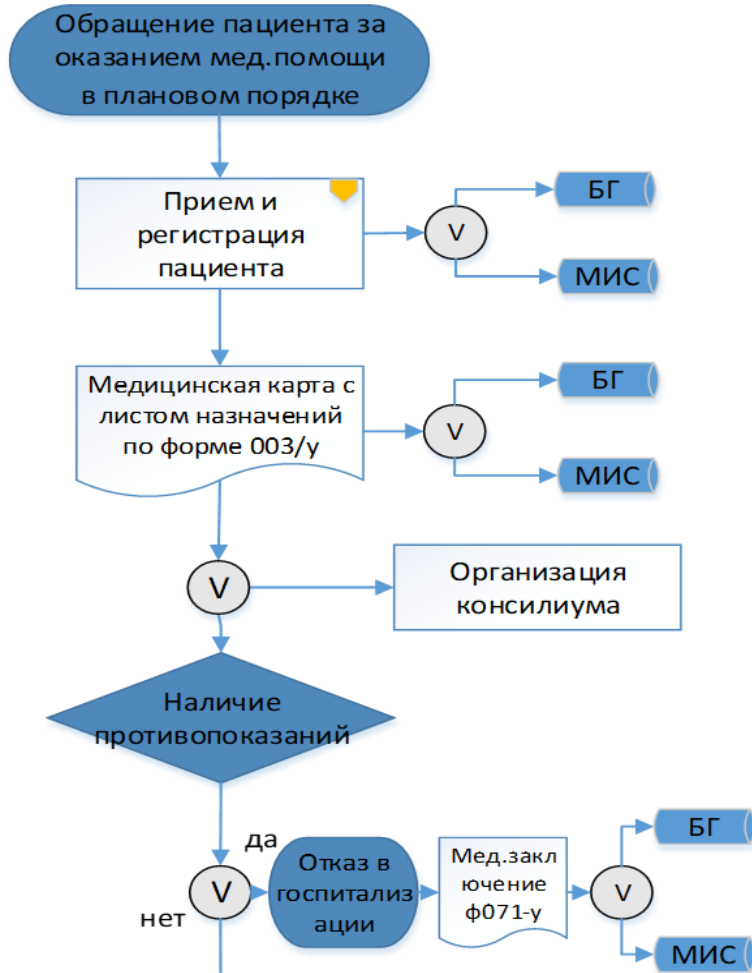 Обращение пациента за
оказанием мед.помощи
в плановом порядке
Прием и
регистрация
пациента
V
БГ
МИС
Медицинская карта с
листом назначений
по форме 003/у
V
БГ
МИС
V
Организация
консилиума
Наличие
противопоказаний
да
нет
V
Отказ в
госпитализ
ации
Мед.закл
ючение
ф071-у
V
БГ
МИС